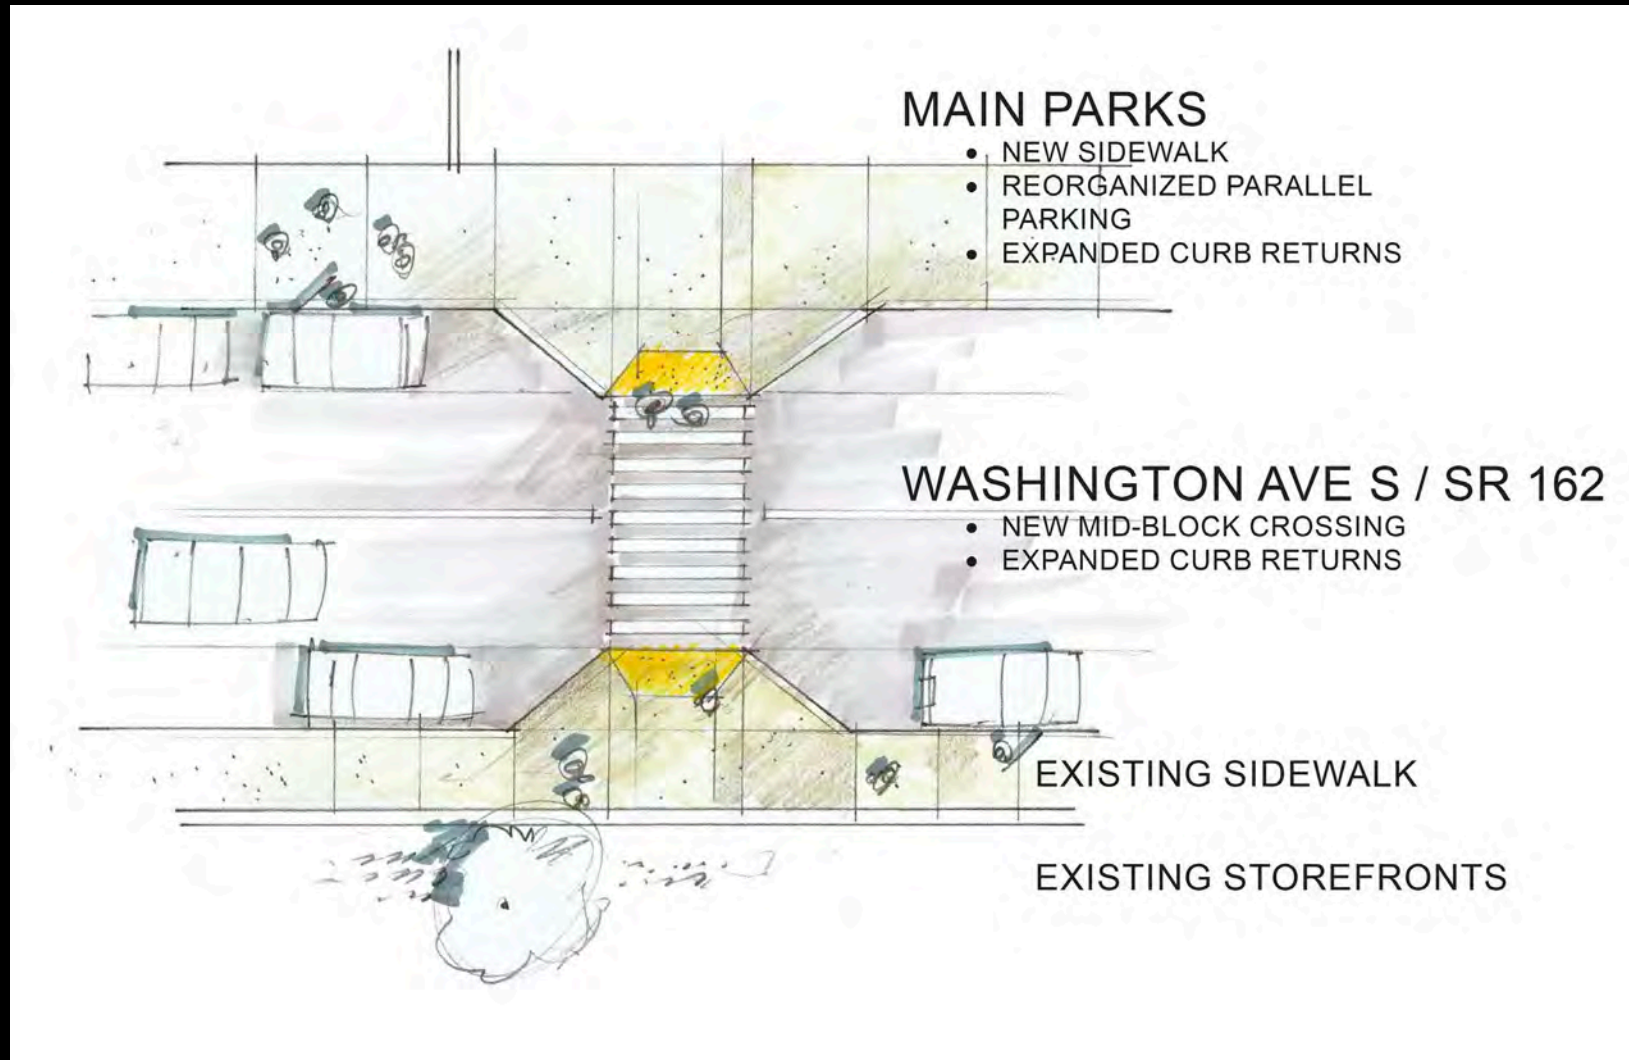 MAIN PARKS
• NEW SIDEWALK
• REORGANIZED PARALLEL
PARKING
• EXPANDED CURB RETURNS
WASHINGTON AVE S / SR 162
• NEW MID-BLOCK CROSSING
• EXPANDED CURB RETURNS
EXISTING SIDEWALK
EXISTING STOREFRONTS